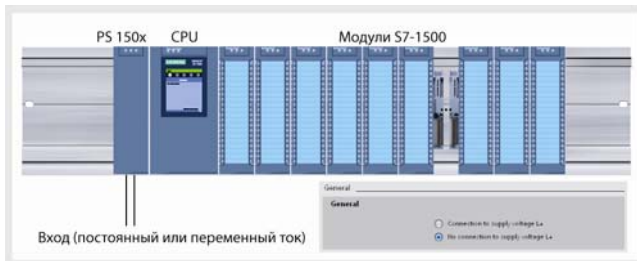 PS 150x CPU Модули S7-1500
SIEMENS
General
General
Connection to supply voltage L+
No connection to supply voltage L+
Вход (постоянный или переменный ток)